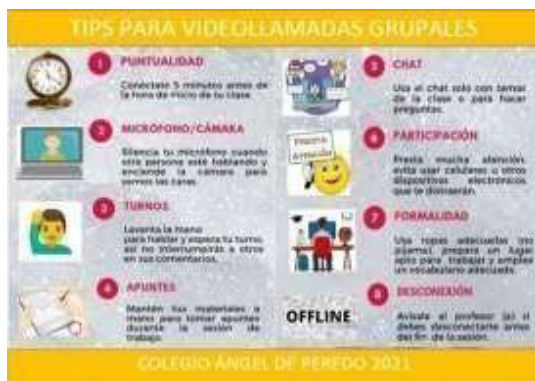 TIPS PARA VIDEOLLAMADAS GRUPALES
1 PUNTUALIDAD
Conéctate 5 minutos antes de
la hora de inicio de tu clase.
2 MICRÓFONO/CÁMARA
Silencia tu micrófono cuando
otra persona esté hablando y
enciende la cámara para
vernos las caras.
3 TURNOS
Levanta la mano
para hablar y espera tu turno,
así no interrumpirás a otros
en sus comentarios.
4 APUNTES
Mantén tus materiales a
mano para tomar apuntes
durante la sesión de
trabajo.
5 CHAT
Usa el chat solo con temas
de la clase o para hacer
preguntas.
PRESTA
ATENCIÓN
6 PARTICIPACIÓN
Presta mucha atención,
evita usar celulares u otros
dispositivos electrónicos
que te distraerán.
7 FORMALIDAD
Usa ropas adecuadas (no
pijama), prepara un lugar
apto para trabajar y emplea
un vocabulario adecuado.
OFFLINE
8 DESCONEXIÓN
Avísale al profesor (a) si
debes desconectarte antes
del fin de la sesión.
COLEGIO ÁNGEL DE PEREDO 2021